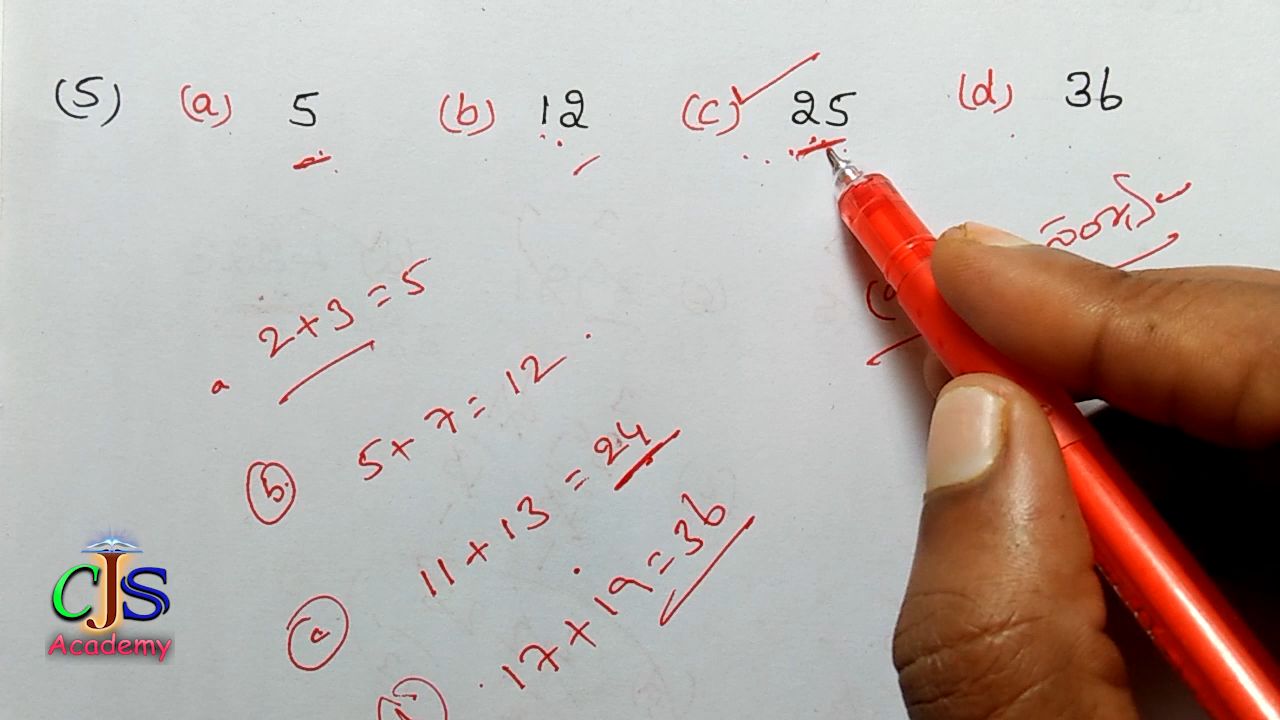 (5) (a) 5 (b) 12 (c) 25 (d) 36
a 2+3=5
(b) 5+7=12
11+13=24
17+19=36
CJS
Academy